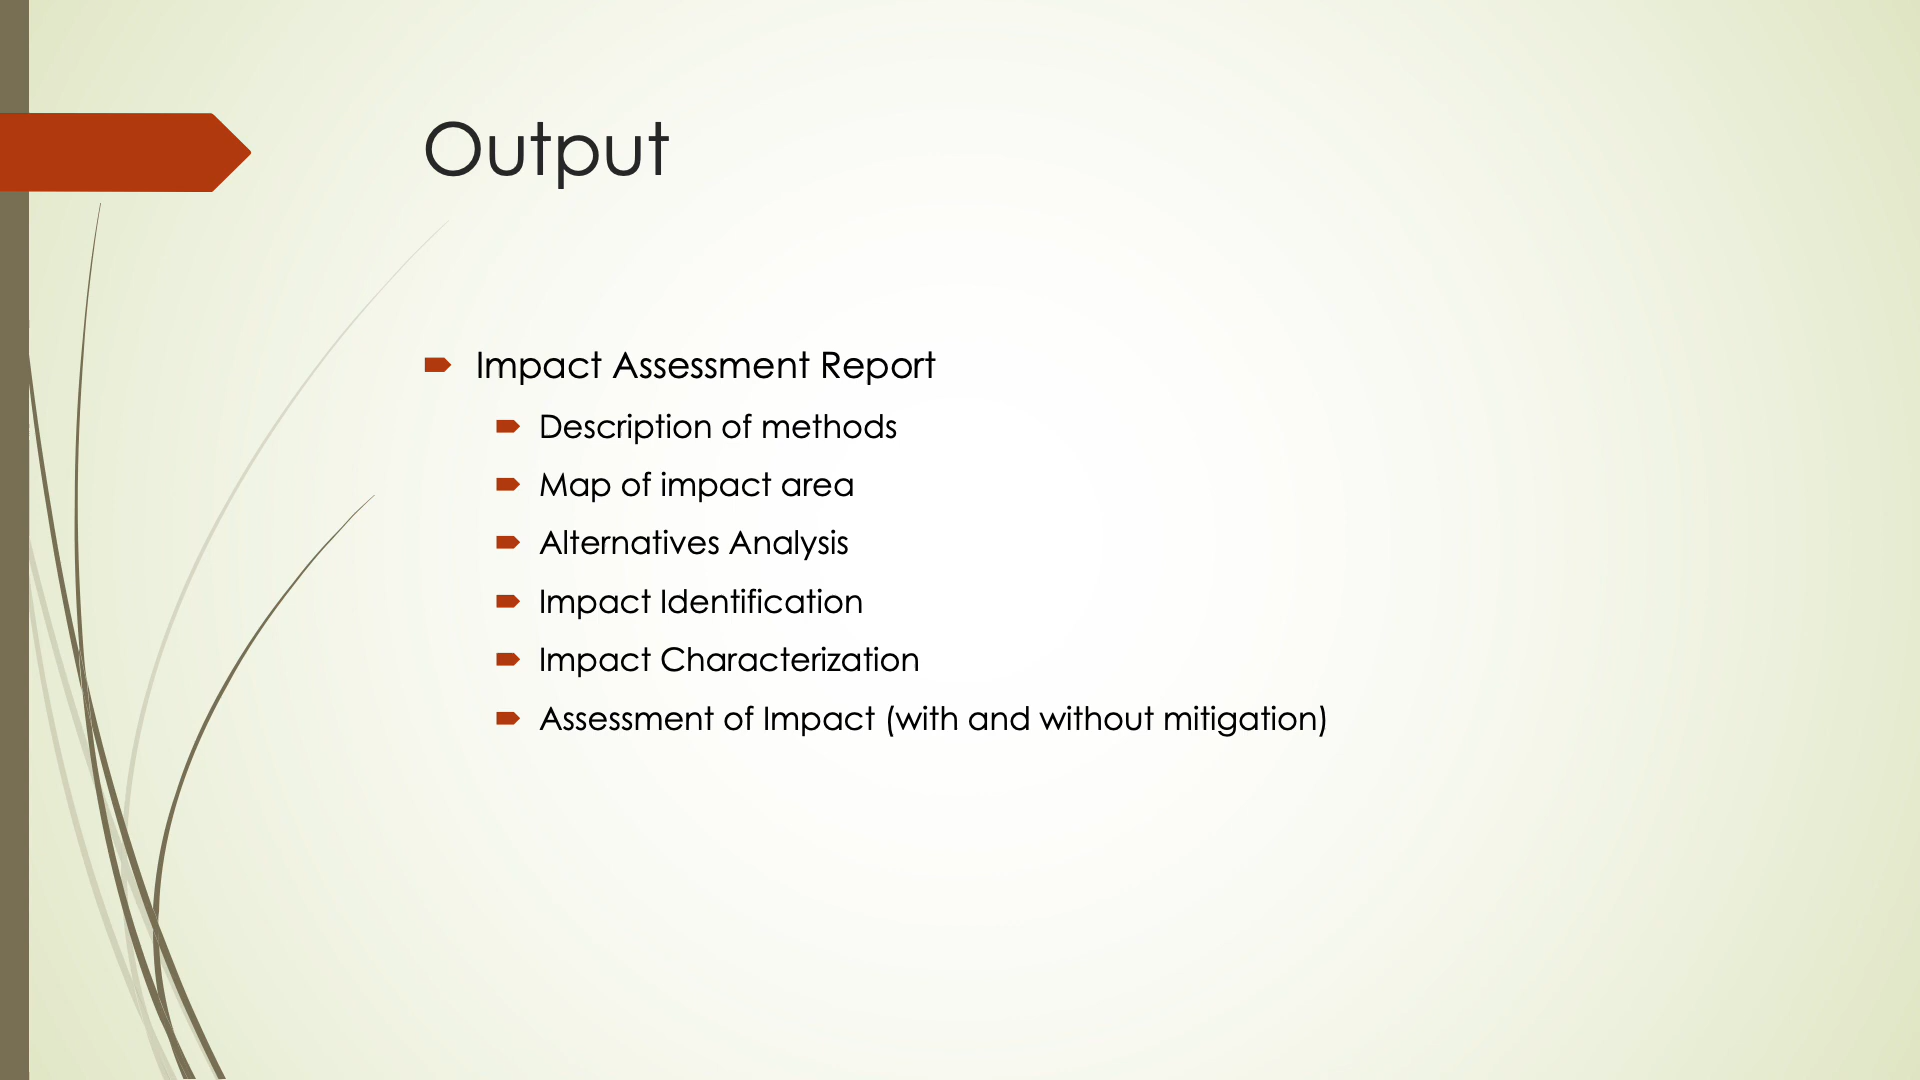 Output
Impact Assessment Report
Description of methods
Map of impact area
Alternatives Analysis
Impact Identification
Impact Characterization
Assessment of Impact (with and without mitigation)